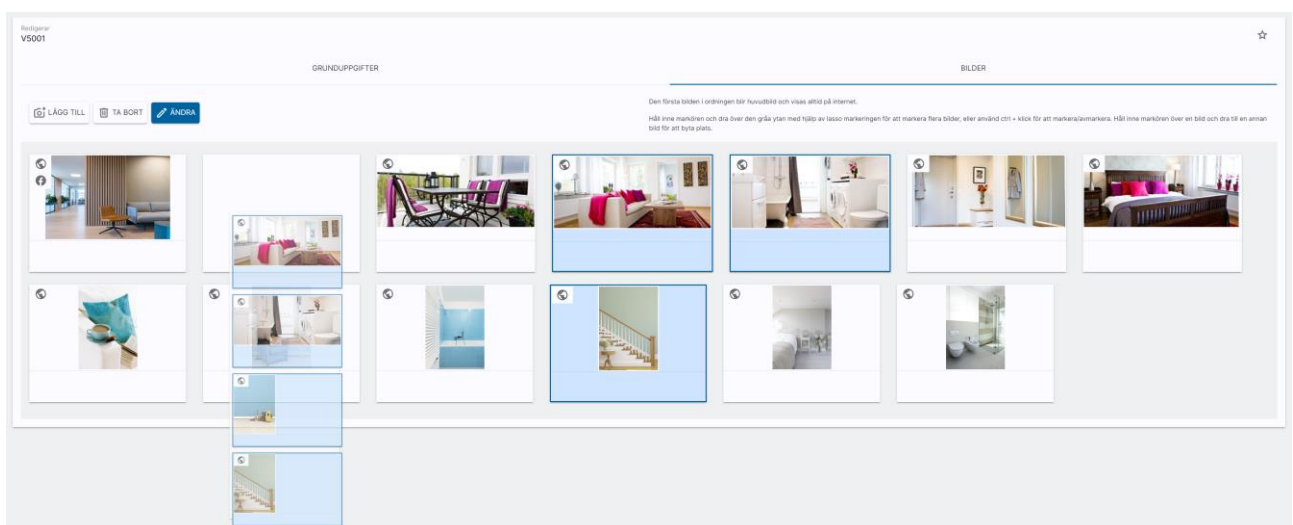 Redigerar
V5001
GRUNDUPPGIFTER
BILDER
LÄGG TILL
TA BORT
ÄNDRA
Den första bilden i ordningen blir huvudbild och visas alltid på internet.
Håll inne markören och dra över den gråa ytan med hjälp av lasso markeringen för att markera flera bilder, eller använd ctrl + klick för att markera/avmarkera. Håll inne markören över en bild och dra till en annan
bild för att byta plats.